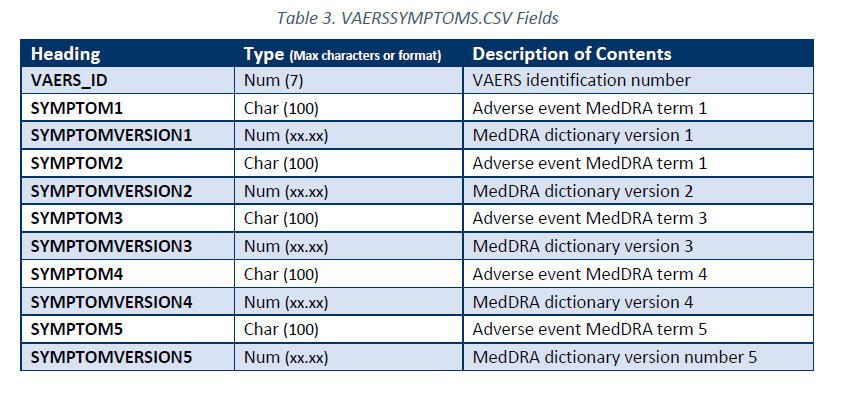 Table 3. VAERSSYMPTOMS.CSV Fields
Heading Type (Max characters or format) Description of Contents
VAERS_ID Num (7) VAERS identification number
SYMPTOM1 Char (100) Adverse event MedDRA term 1
SYMPTOMVERSION1 Num (xx.xx) MedDRA dictionary version 1
SYMPTOM2 Char (100) Adverse event MedDRA term 1
SYMPTOMVERSION2 Num (xx.xx) MedDRA dictionary version 2
SYMPTOM3 Char (100) Adverse event MedDRA term 3
SYMPTOMVERSION3 Num (xx.xx) MedDRA dictionary version 3
SYMPTOM4 Char (100) Adverse event MedDRA term 4
SYMPTOMVERSION4 Num (xx.xx) MedDRA dictionary version 4
SYMPTOM5 Char (100) Adverse event MedDRA term 5
SYMPTOMVERSION5 Num (xx.xx) MedDRA dictionary version number 5